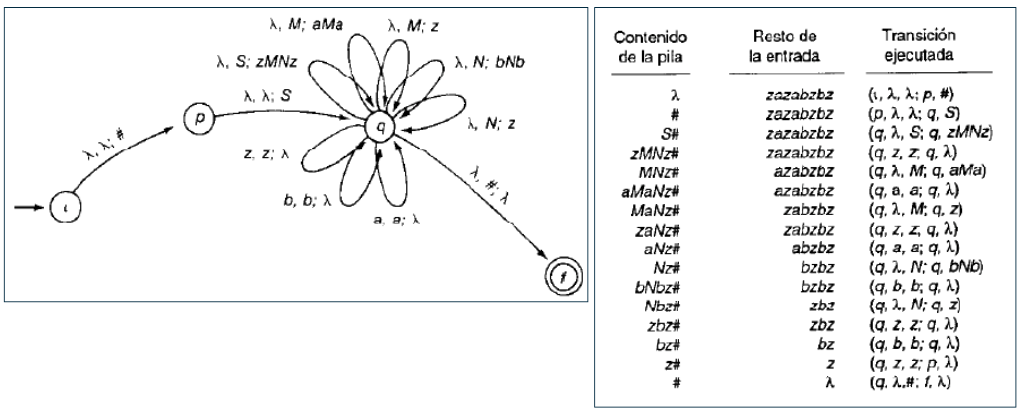 λ, M; aMa
λ, M; z
λ, S; zMNz
λ, N; bNb
λ, λ; S
p
q
λ, N; z
λ, λ; #
z, z; λ
λ, #; λ
b, b; λ
a, a; λ
ι
f
Contenido de la pila Resto de la entrada Transición ejecutada
λ zazabzbz (ι, λ, λ; p, #)
# zazabzbz (p, λ, λ; q, S)
S# zazabzbz (q, λ, S; q, zMNz)
zMNz# zazabzbz (q, z, z; q, λ)
MNz# azabzbz (q, λ, M; q, aMa)
aMaNz# azabzbz (q, a, a; q, λ)
MaNz# zabzbz (q, λ, M; q, z)
zaNz# zabzbz (q, z, z; q, λ)
aNz# abzbz (q, a, a; q, λ)
Nz# bzbz (q, λ, N; q, bNb)
bNbz# bzbz (q, b, b; q, λ)
Nbz# zbz (q, λ, N; q, z)
zbz# zbz (q, z, z; q, λ)
bz# bz (q, b, b; q, λ)
z# z (q, z, z; p, λ)
# λ (q, λ,#; f, λ)